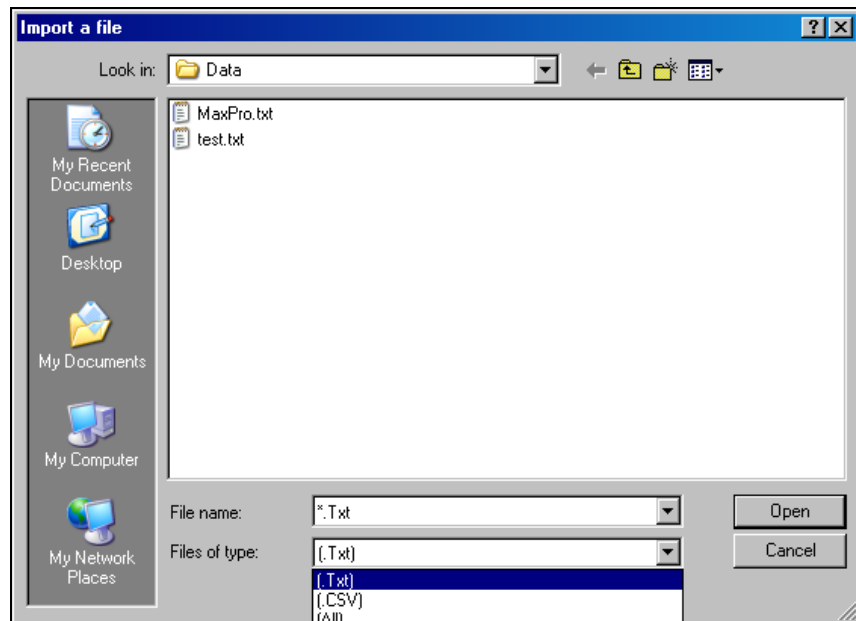 Import a file
Look in:
Data
MaxPro.txt
test.txt
My Recent
Documents
Desktop
My Documents
My Computer
My Network
Places
File name:
*.Txt
Open
Files of type:
(.Txt)
Cancel
(.Txt)
(.CSV)
(All)